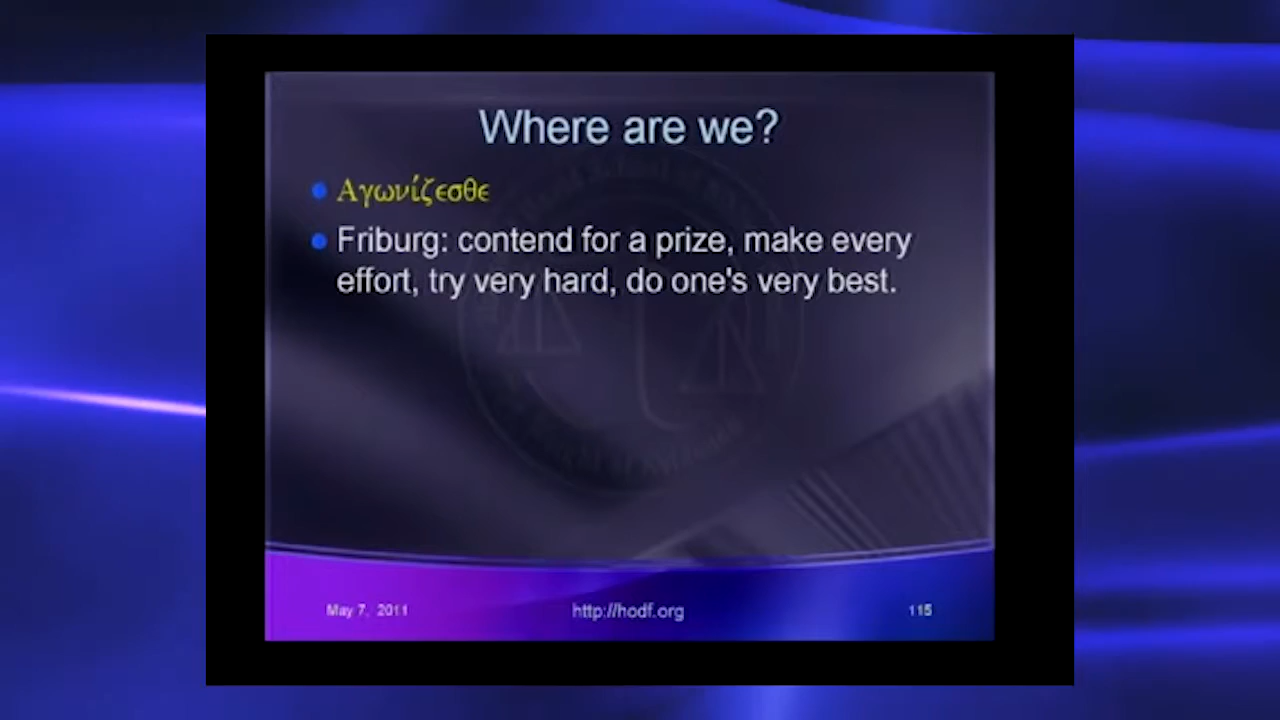 Where are we?
Αγωνίζεσθε
Friburg: contend for a prize, make every
effort, try very hard, do one's very best.
May 7, 2011
http://hodf.org
115